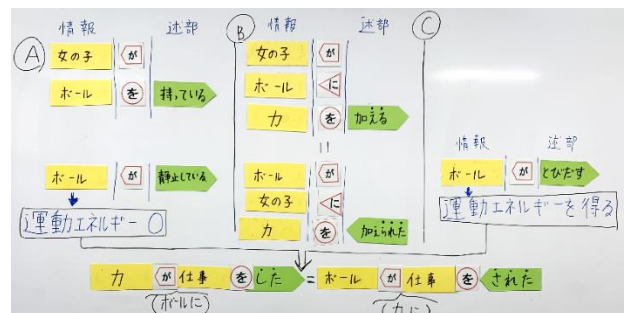 Ⓐ 情報 述部
女の子 が
ボール を 持っている
ボール が 静止している
運動エネルギー 0
Ⓑ 情報 述部
女の子 が
ボール に
力 を 加える
=
ボール が
女の子 に
力 を 加えられた
Ⓒ
情報 述部
ボール が とびだす
運動エネルギーを得る
力 が 仕事 を した = ボール が 仕事 を された
(ボールに) (力に)